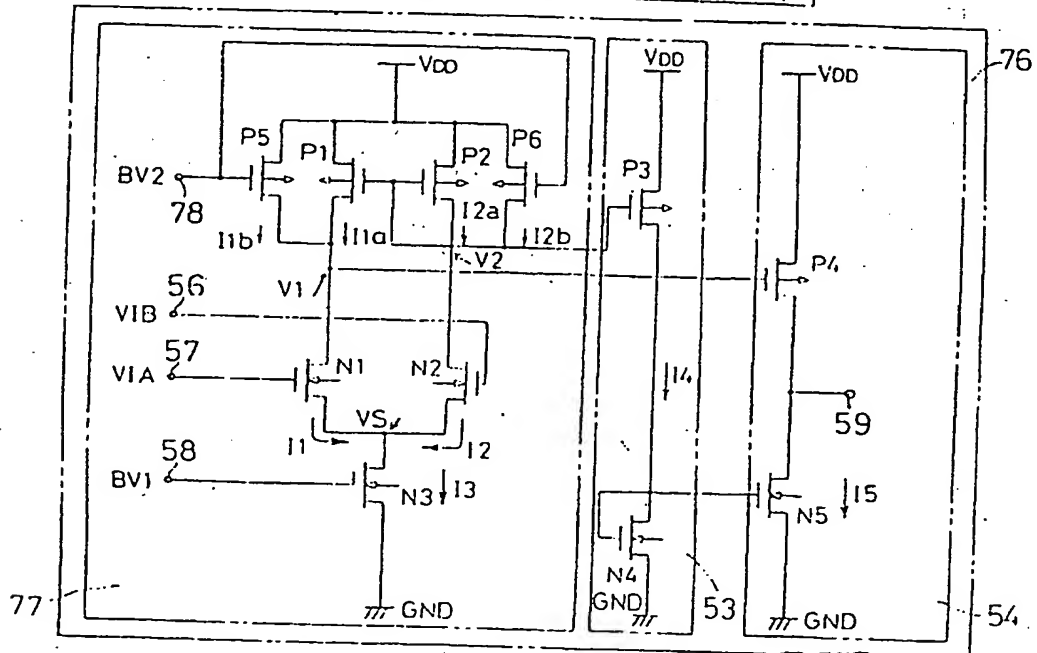 76
VDD
VDD
VDD
P5
P1
P2
P6
P3
BV2
78
I1b
I1a
I2a
I2b
V1
V2
P4
56
VIB
57
VIA
N1
N2
I4
59
VS
I1
I2
58
BV1
N3
I3
N5
I5
N4
77
GND
GND
53
GND
54